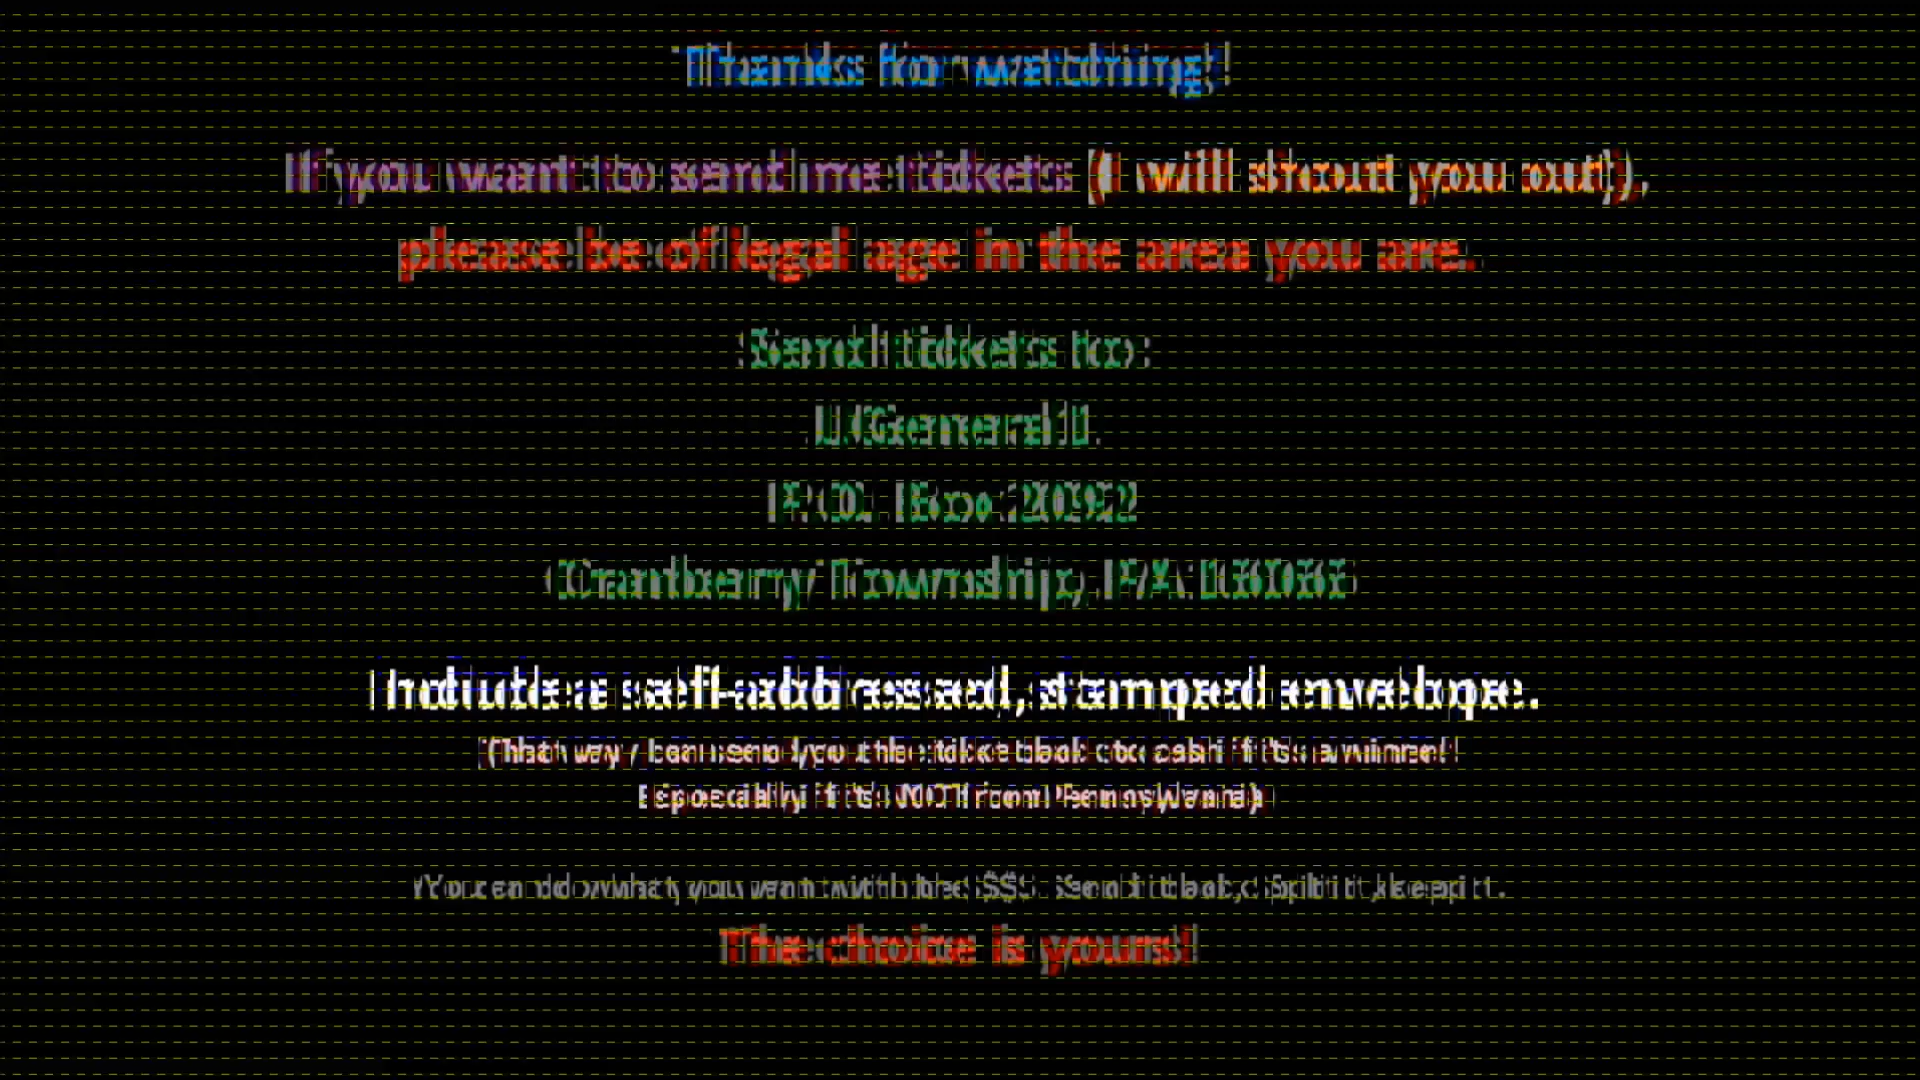 Thanks for watching!
If you want to send me tickets (I will shout you out),
please be of legal age in the area you are.
Send tickets to:
P.O. Box 2092
Cranberry Township, PA 16066
Include a self-addressed, stamped envelope.
(That way I can send you the ticket back to cash if it's a winner!
Especially if it's NOT from Pennsylvania)
You can do what you want with the $$$. Send it back, Split it, keep it.
The choice is yours!